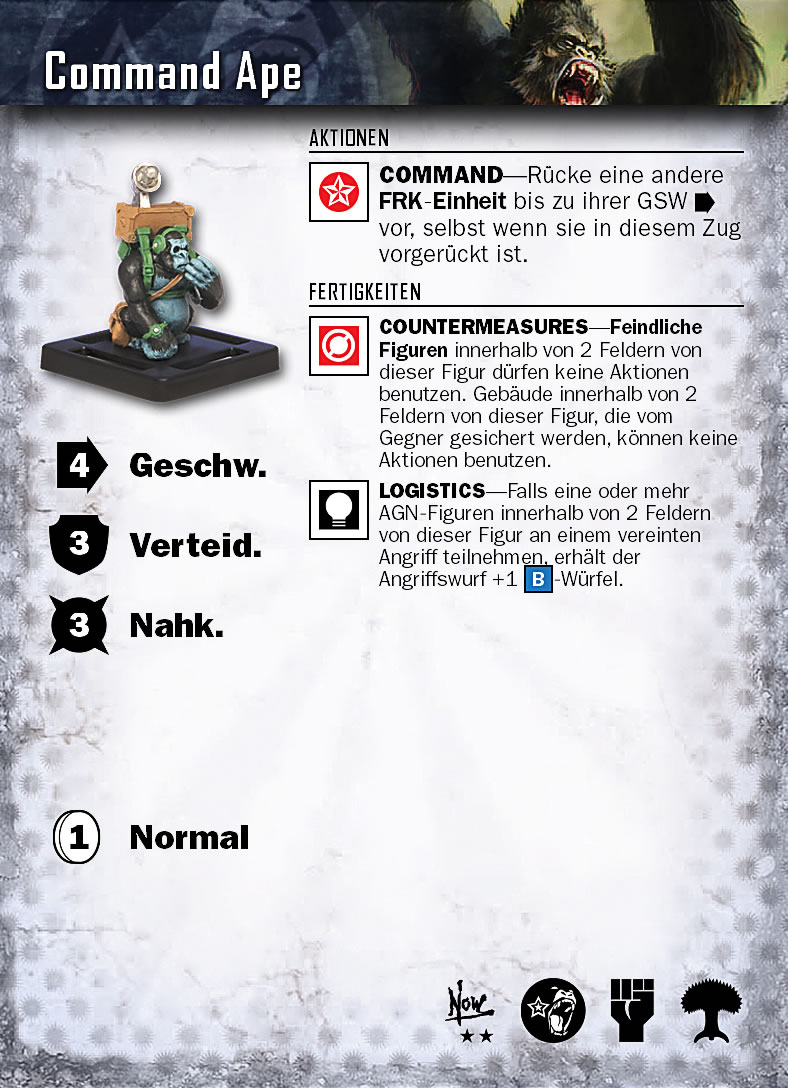 Command Ape
AKTIONEN
COMMAND—Rücke eine andere
FRK-Einheit bis zu ihrer GSW
vor, selbst wenn sie in diesem Zug
vorgerückt ist.
FERTIGKEITEN
COUNTERMEASURES—Feindliche
Figuren innerhalb von 2 Feldern von
dieser Figur dürfen keine Aktionen
benutzen. Gebäude innerhalb von 2
Feldern von dieser Figur, die vom
Gegner gesichert werden, können keine
Aktionen benutzen.
LOGISTICS—Falls eine oder mehr
AGN-Figuren innerhalb von 2 Feldern
von dieser Figur an einem vereinten
Angriff teilnehmen, erhält der
Angriffswurf +1 B -Würfel.
4 Geschw.
3 Verteid.
3 Nahk.
1 Normal
Now